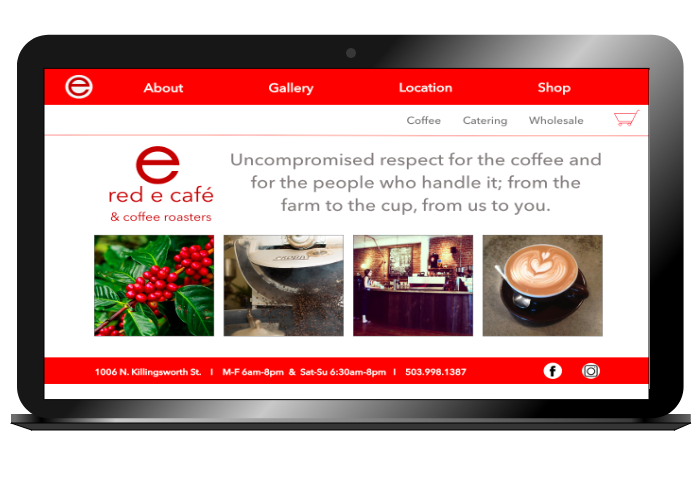 e About Gallery Location Shop
Coffee Catering Wholesale
e
red e café
& coffee roasters
Uncompromised respect for the coffee and
for the people who handle it; from the
farm to the cup, from us to you.
1006 N. Killingsworth St. I M-F 6am-8pm & Sat-Su 6:30am-8pm I 503.998.1387 f